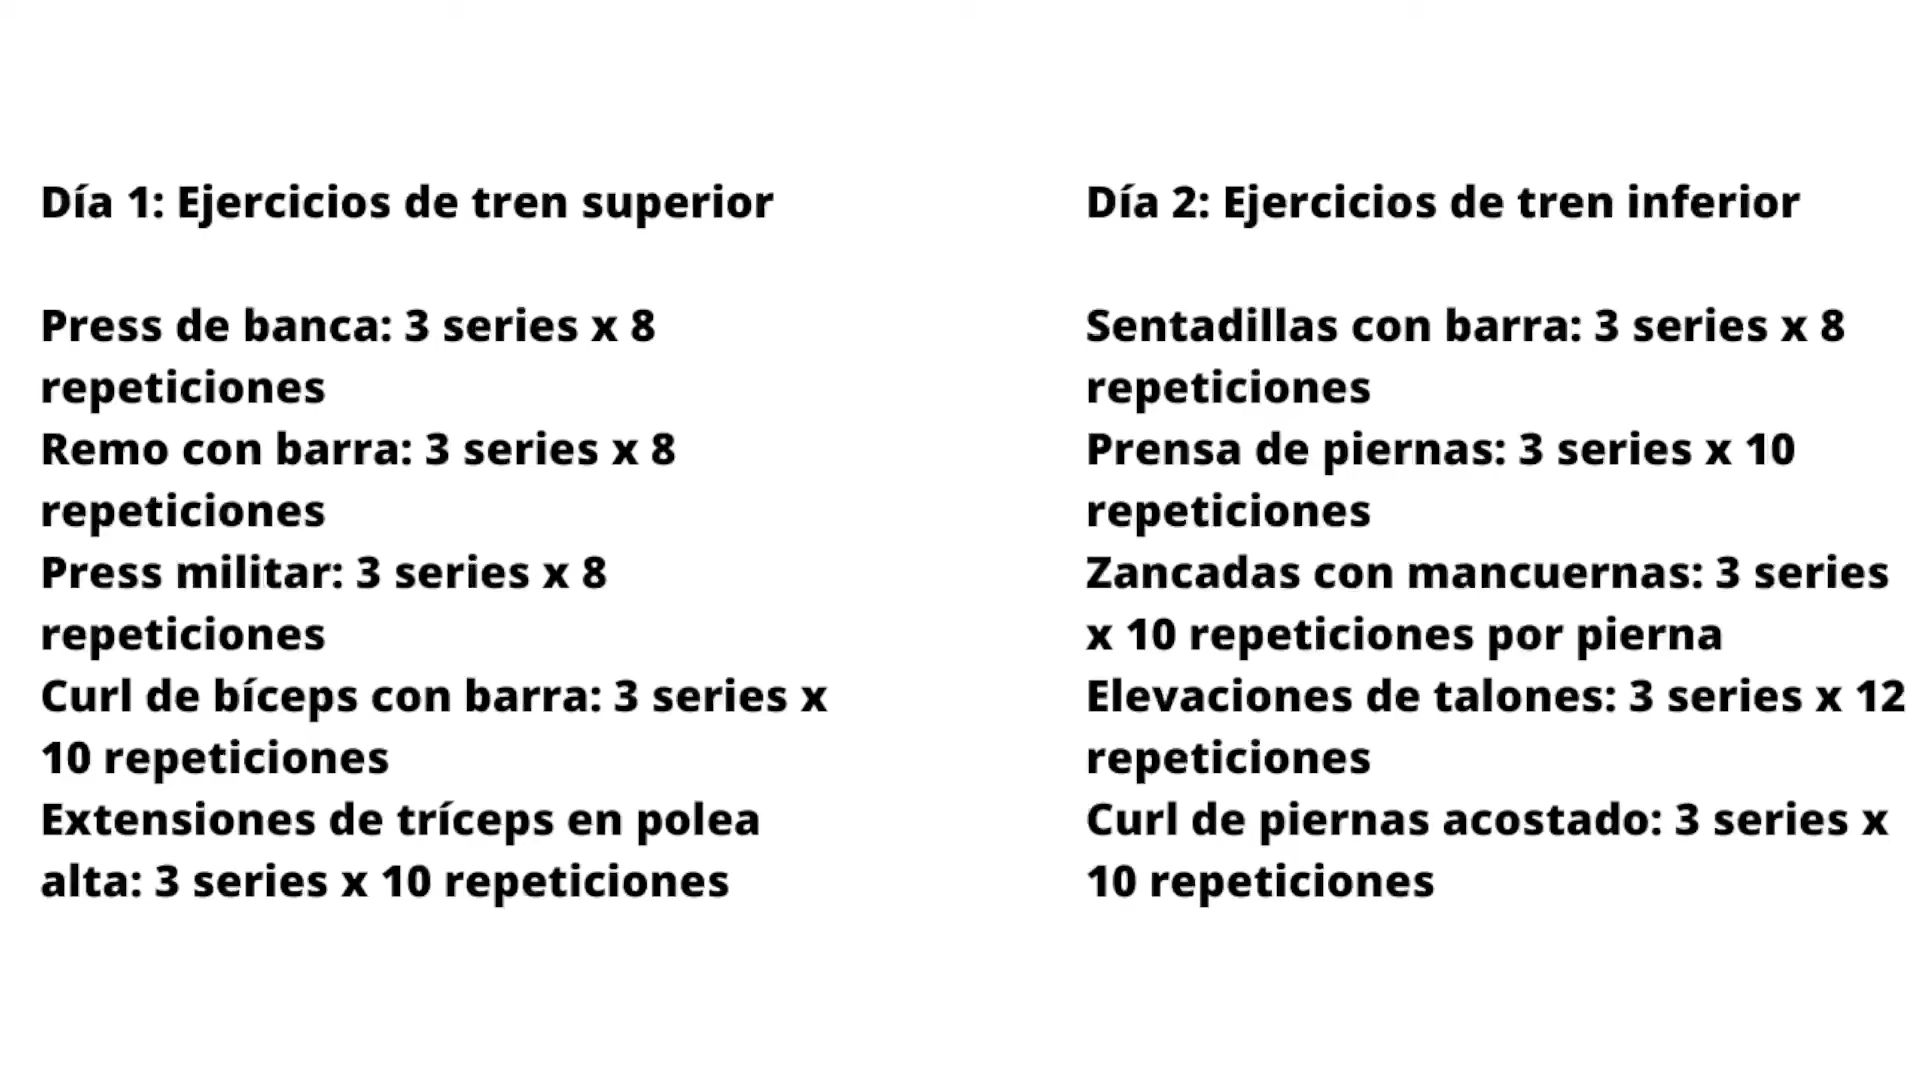 Día 1: Ejercicios de tren superior
Press de banca: 3 series x 8
repeticiones
Remo con barra: 3 series x 8
repeticiones
Press militar: 3 series x 8
repeticiones
Curl de bíceps con barra: 3 series x
10 repeticiones
Extensiones de tríceps en polea
alta: 3 series x 10 repeticiones
Día 2: Ejercicios de tren inferior
Sentadillas con barra: 3 series x 8
repeticiones
Prensa de piernas: 3 series x 10
repeticiones
Zancadas con mancuernas: 3 series
x 10 repeticiones por pierna
Elevaciones de talones: 3 series x 12
repeticiones
Curl de piernas acostado: 3 series x
10 repeticiones